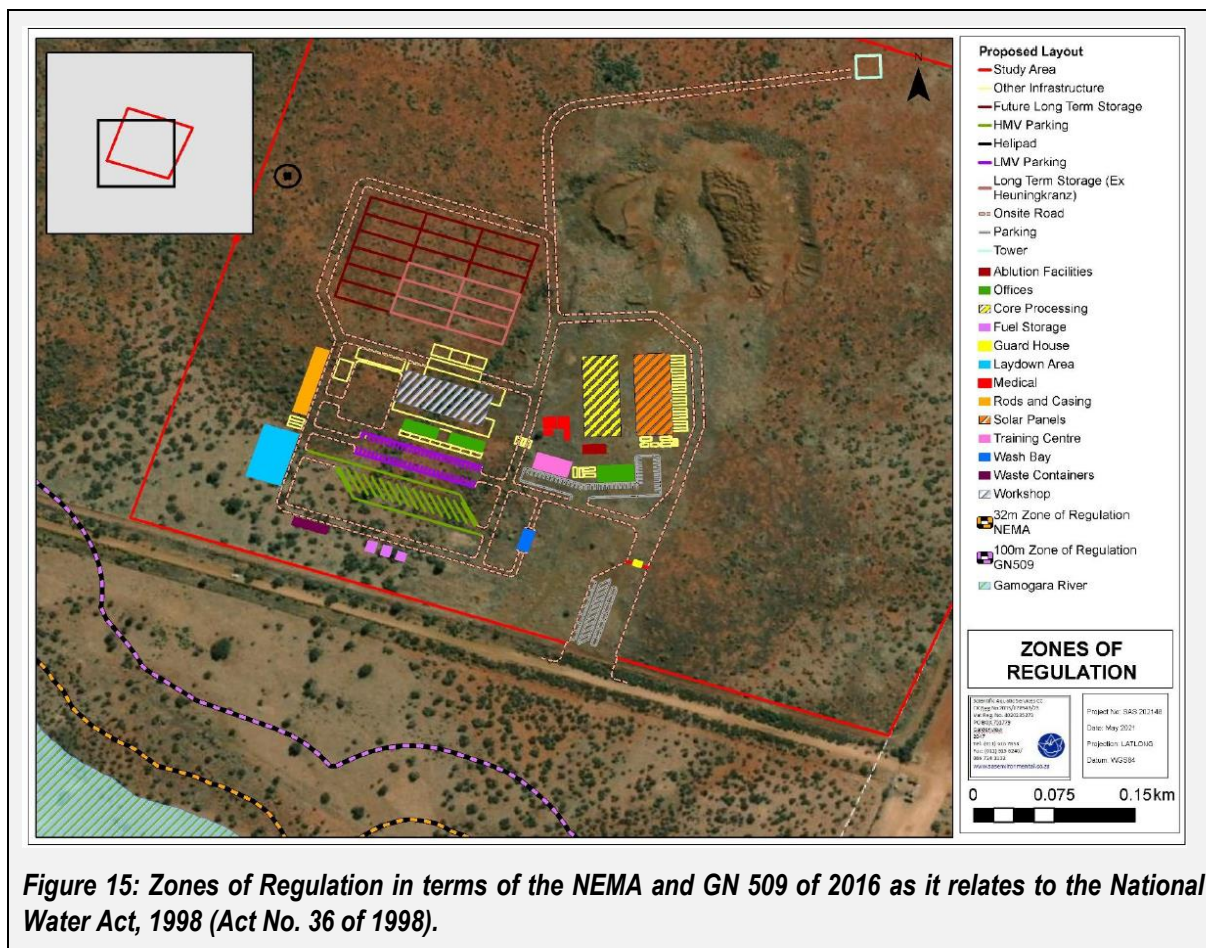 N
Proposed Layout
Study Area
Other Infrastructure
Future Long Term Storage
HMV Parking
Helipad
LMV Parking
Long Term Storage (Ex
Heuningkranz)
Onsite Road
Parking
Tower
Ablution Facilities
Offices
Core Processing
Fuel Storage
Guard House
Laydown Area
Medical
Rods and Casing
Solar Panels
Training Centre
Wash Bay
Waste Containers
Workshop
32m Zone of Regulation
NEMA
100m Zone of Regulation
GN509
Gamogara River
ZONES OF
REGULATION
Scientific Aquatic Services CC
Project No: SAS 202148
Date: May 2021
Projection: LATLONG
Datum: WGS84
0 0.075 0.15km
Figure 15: Zones of Regulation in terms of the NEMA and GN 509 of 2016 as it relates to the National
Water Act, 1998 (Act No. 36 of 1998).